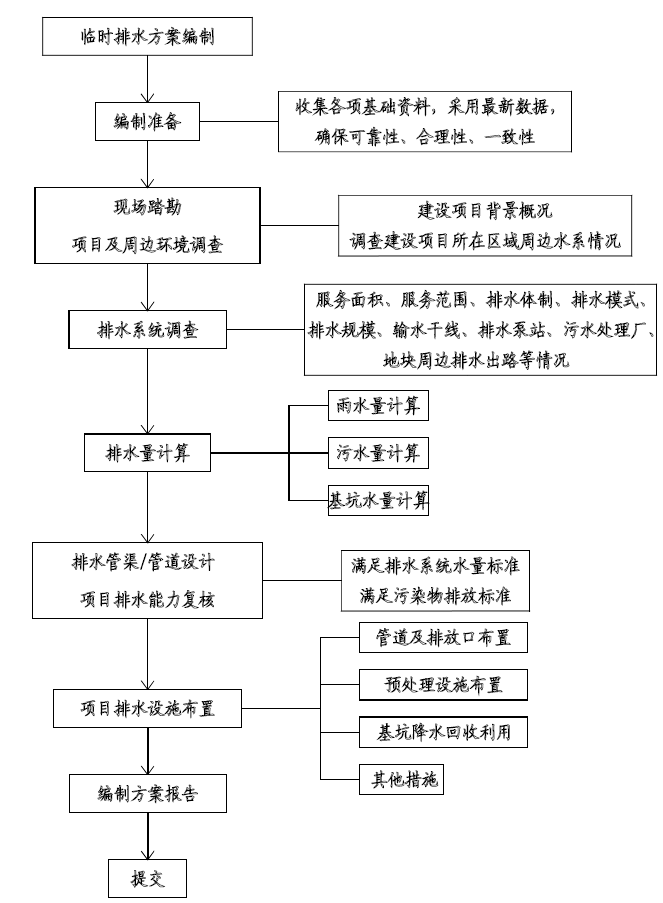 临时排水方案编制
编制准备
收集各项基础资料，采用最新数据，
确保可靠性、合理性、一致性
现场踏勘
项目及周边环境调查
建设项目背景概况
调查建设项目所在区域周边水系情况
排水系统调查
服务面积、服务范围、排水体制、排水模式、
排水规模、输水干线、排水泵站、污水处理厂、
地块周边排水出路等情况
排水量计算
雨水量计算
污水量计算
基坑水量计算
排水管渠/管道设计
项目排水能力复核
满足排水系统水量标准
满足污染物排放标准
项目排水设施布置
管道及排放口布置
预处理设施布置
基坑降水回收利用
其他措施
编制方案报告
提交